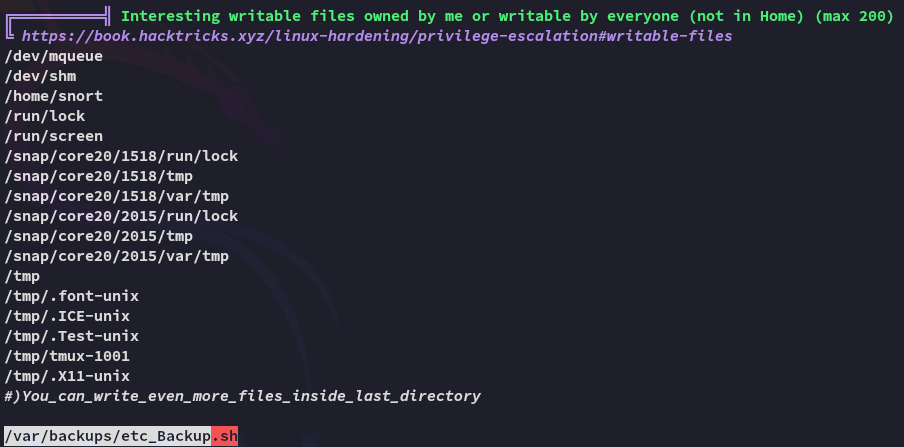 ╔══════════╣ Interesting writable files owned by me or writable by everyone (not in Home) (max 200)
╚ https://book.hacktricks.xyz/linux-hardening/privilege-escalation#writable-files
/dev/mqueue
/dev/shm
/home/snort
/run/lock
/run/screen
/snap/core20/1518/run/lock
/snap/core20/1518/tmp
/snap/core20/1518/var/tmp
/snap/core20/2015/run/lock
/snap/core20/2015/tmp
/snap/core20/2015/var/tmp
/tmp
/tmp/.font-unix
/tmp/.ICE-unix
/tmp/.Test-unix
/tmp/tmux-1001
/tmp/.X11-unix
#)You_can_write_even_more_files_inside_last_directory
/var/backups/etc_Backup.sh